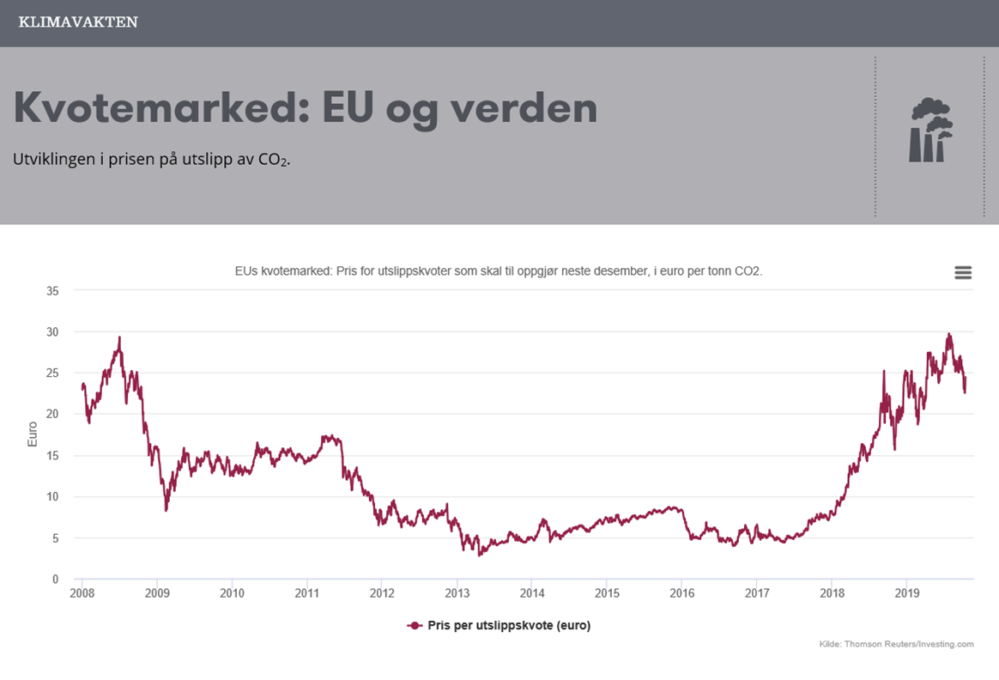 KLIMAVAKTEN
Kvotemarked: EU og verden
Utviklingen i prisen på utslipp av CO₂.
EUs kvotemarked: Pris for utslippskvoter som skal til oppgjør neste desember, i euro per tonn CO2.
35
30
25
20
15
10
5
0
Euro
2008 2009 2010 2011 2012 2013 2014 2015 2016 2017 2018 2019
Pris per utslippskvote (euro)
Kilde: Thomson Reuters/Investing.com